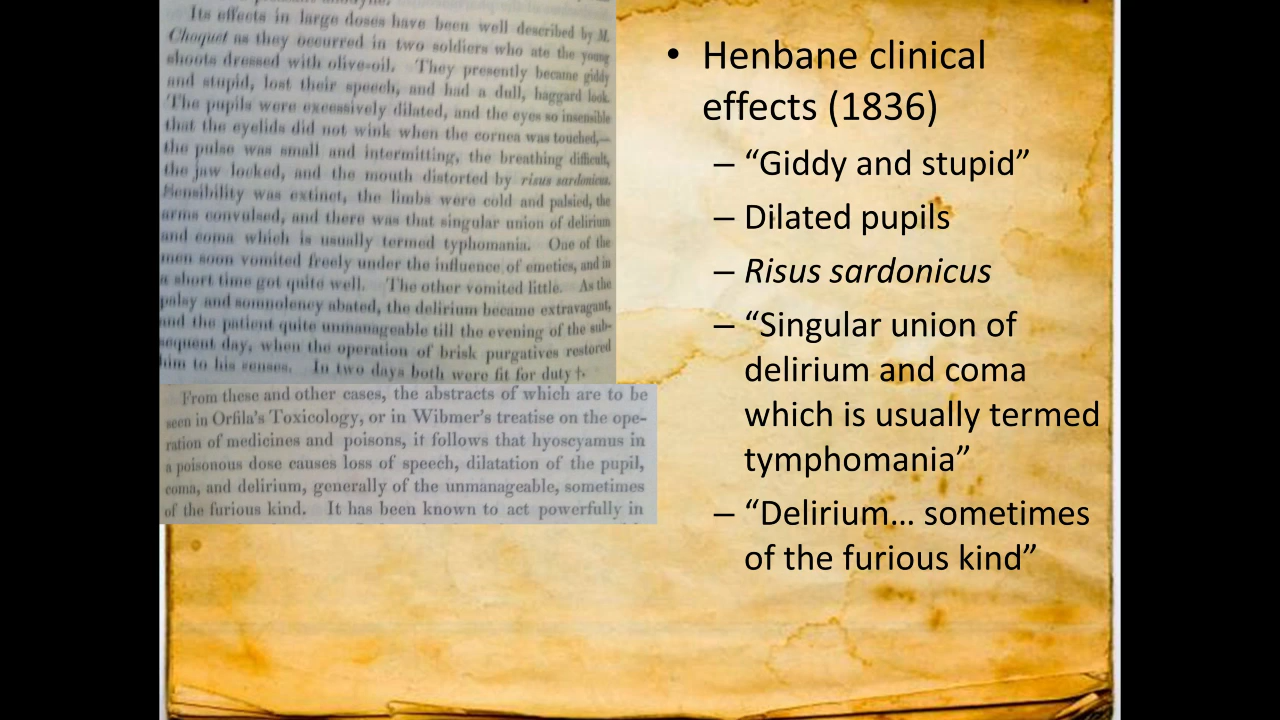 Its effects in large doses have been well described by M.
Choquet as they occurred in two soldiers who ate the young
shoots dressed with olive-oil. They presently became giddy
and stupid, lost their speech, and had a dull, haggard look.
The pupils were excessively dilated, and the eyes so insensible
that the eyelids did not wink when the cornea was touched,—
the pulse was small and intermitting, the breathing difficult,
the jaw locked, and the mouth distorted by risus sardonicus.
Sensibility was extinct, the limbs were cold and palsied, the
arms convulsed, and there was that singular union of delirium
and coma which is usually termed typhomania. One of the
men soon vomited freely under the influence of emetics, and in
a short time got quite well. The other vomited little. As the
palsy and somnolency abated, the delirium became extravagant,
and the patient quite unmanageable till the evening of the sub-
sequent day, when the operation of brisk purgatives restored
him to his senses. In two days both were fit for duty †.
From these and other cases, the abstracts of which are to be
seen in Orfila's Toxicology, or in Wibmer's treatise on the ope-
ration of medicines and poisons, it follows that hyoscyamus in
a poisonous dose causes loss of speech, dilatation of the pupil,
coma, and delirium, generally of the unmanageable, sometimes
of the furious kind. It has been known to act powerfully in
• Henbane clinical
effects (1836)
– “Giddy and stupid”
– Dilated pupils
– Risus sardonicus
– “Singular union of
delirium and coma
which is usually termed
tymphomania”
– “Delirium… sometimes
of the furious kind”